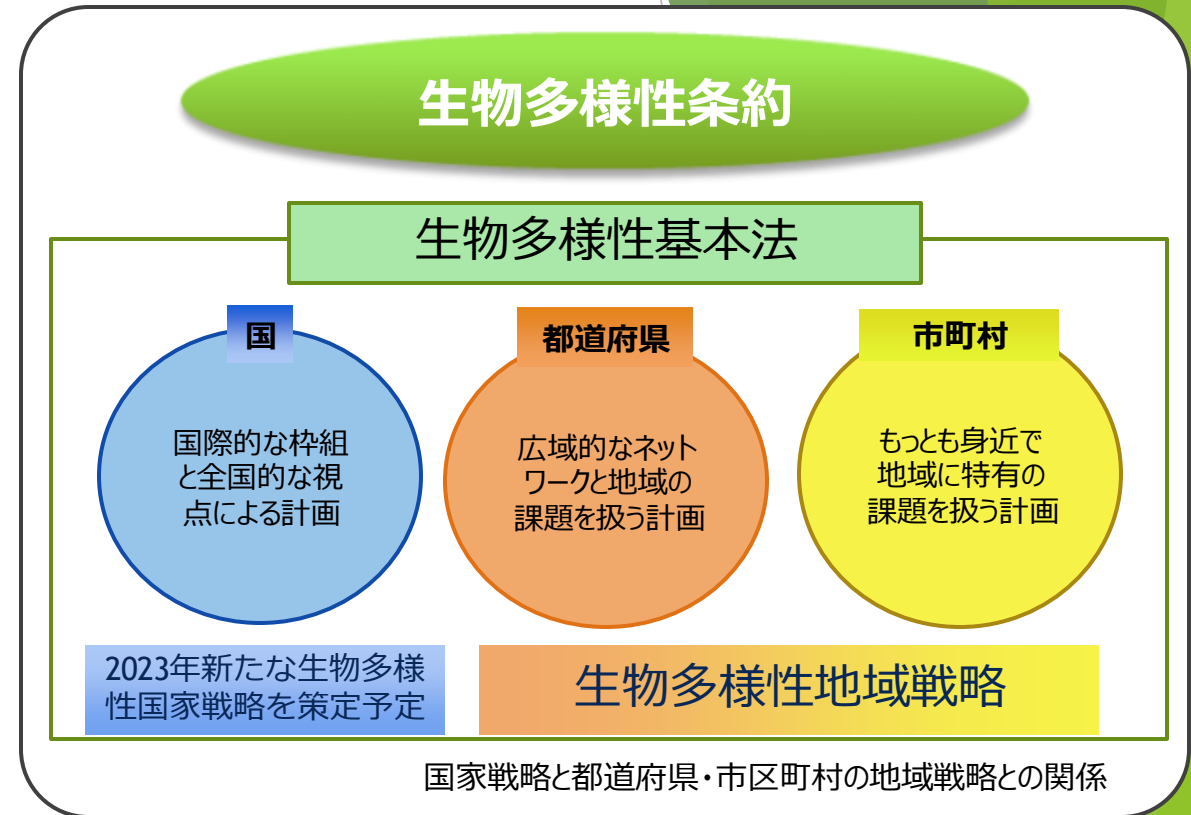 生物多様性条約
生物多様性基本法
国
国際的な枠組
と全国的な視
点による計画
都道府県
広域的なネット
ワークと地域の
課題を扱う計画
市町村
もっとも身近で
地域に特有の
課題を扱う計画
2023年新たな生物多様
性国家戦略を策定予定
生物多様性地域戦略
国家戦略と都道府県・市区町村の地域戦略との関係